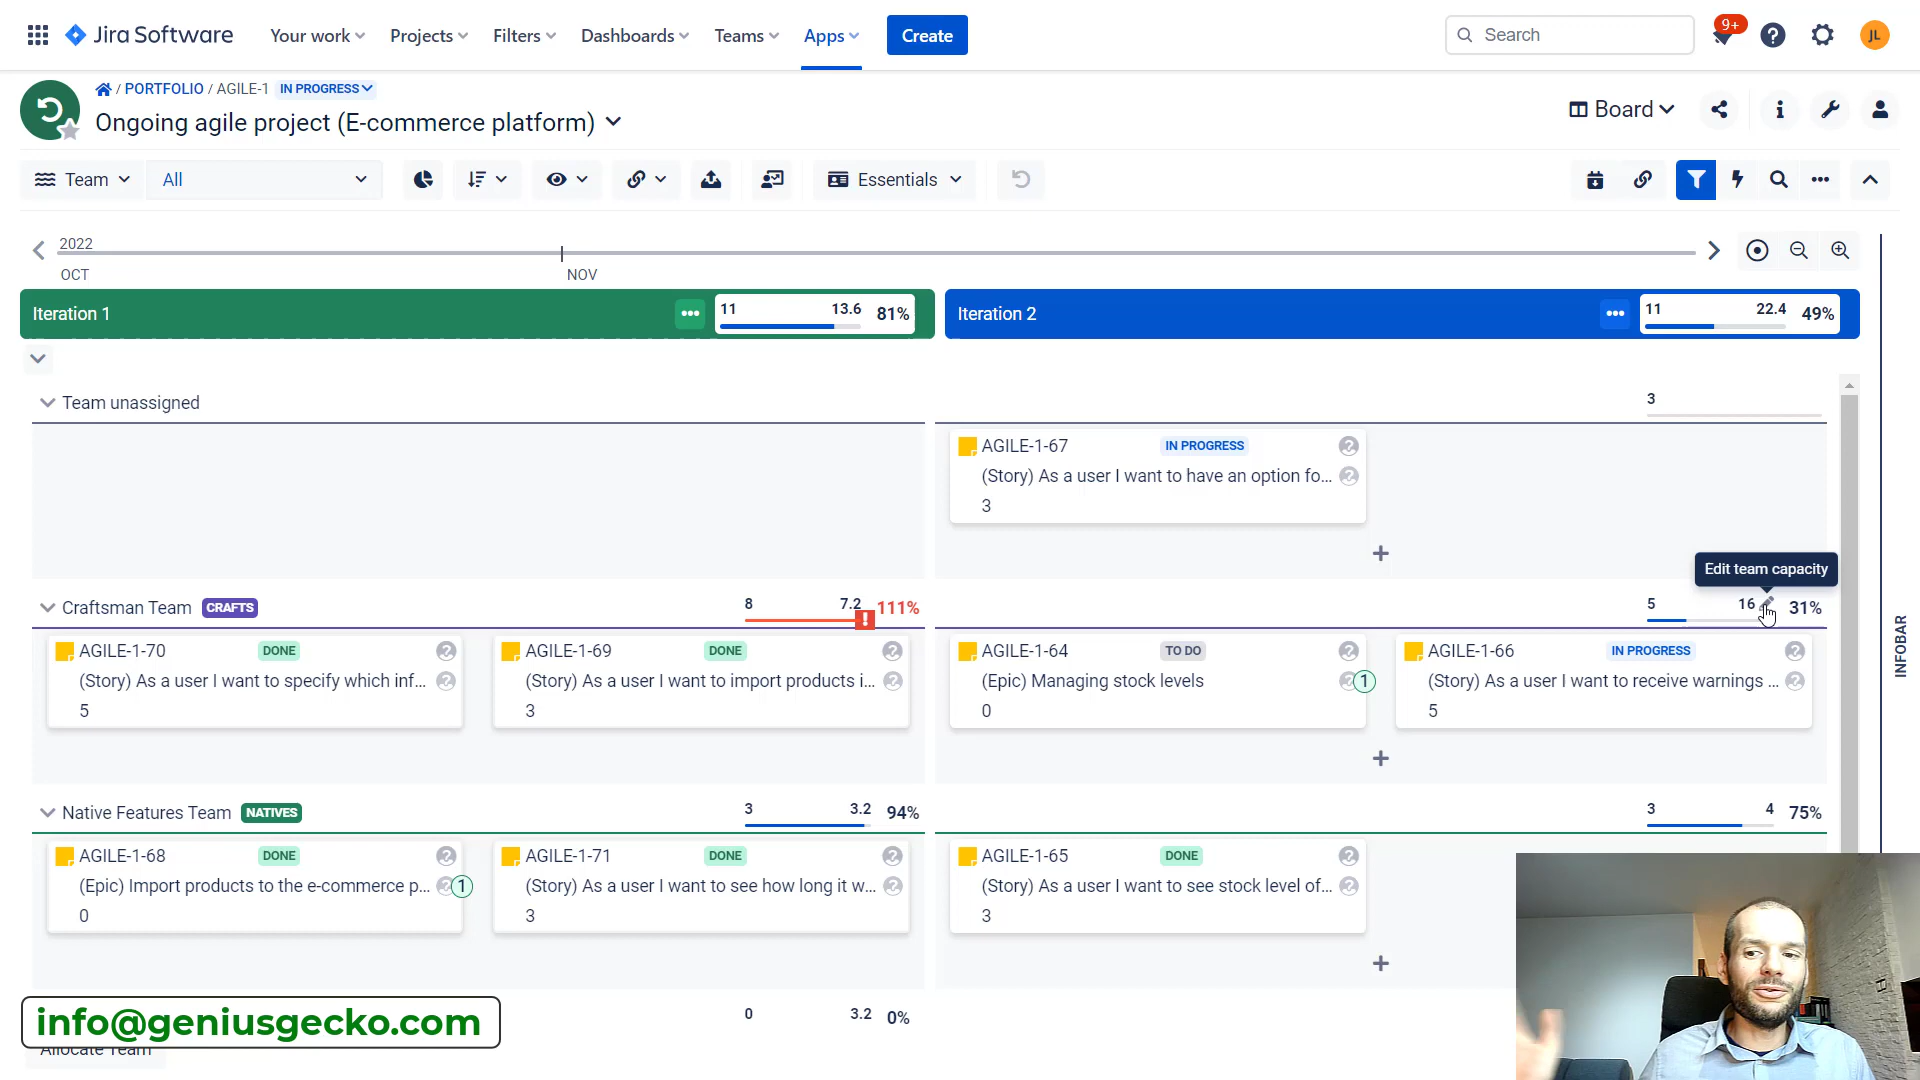 Jira Software Your work Projects Filters Dashboards Teams Apps Create Search 9+ JL
/ PORTFOLIO / AGILE-1 IN PROGRESS
Ongoing agile project (E-commerce platform)
Board
Team All Essentials
2022
OCT NOV
Iteration 1 11 13.6 81% Iteration 2 11 22.4 49%
Team unassigned 3
AGILE-1-67 IN PROGRESS
(Story) As a user I want to have an option fo...
3
+
Edit team capacity
Craftsman Team CRAFTS 8 7.2 111% 5 16 31%
AGILE-1-70 DONE AGILE-1-69 DONE AGILE-1-64 TO DO AGILE-1-66 IN PROGRESS
(Story) As a user I want to specify which inf... (Story) As a user I want to import products i... (Epic) Managing stock levels 1 (Story) As a user I want to receive warnings ...
5 3 0 5
+
Native Features Team NATIVES 3 3.2 94% 3 4 75%
AGILE-1-68 DONE AGILE-1-71 DONE AGILE-1-65 DONE
(Epic) Import products to the e-commerce p... 1 (Story) As a user I want to see how long it w... (Story) As a user I want to see stock level of...
0 3 3
+
0 3.2 0%
info@geniusgecko.com
Allocate Team
INFOBAR